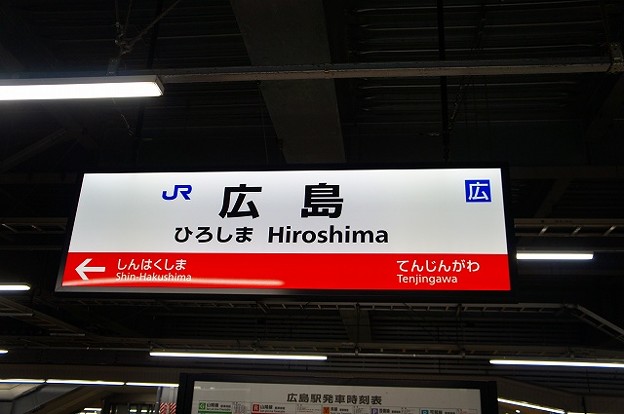 JR 広島 広
ひろしま Hiroshima
← しんはくしま てんじんがわ
Shin-Hakushima Tenjingawa
広島駅発車時刻表